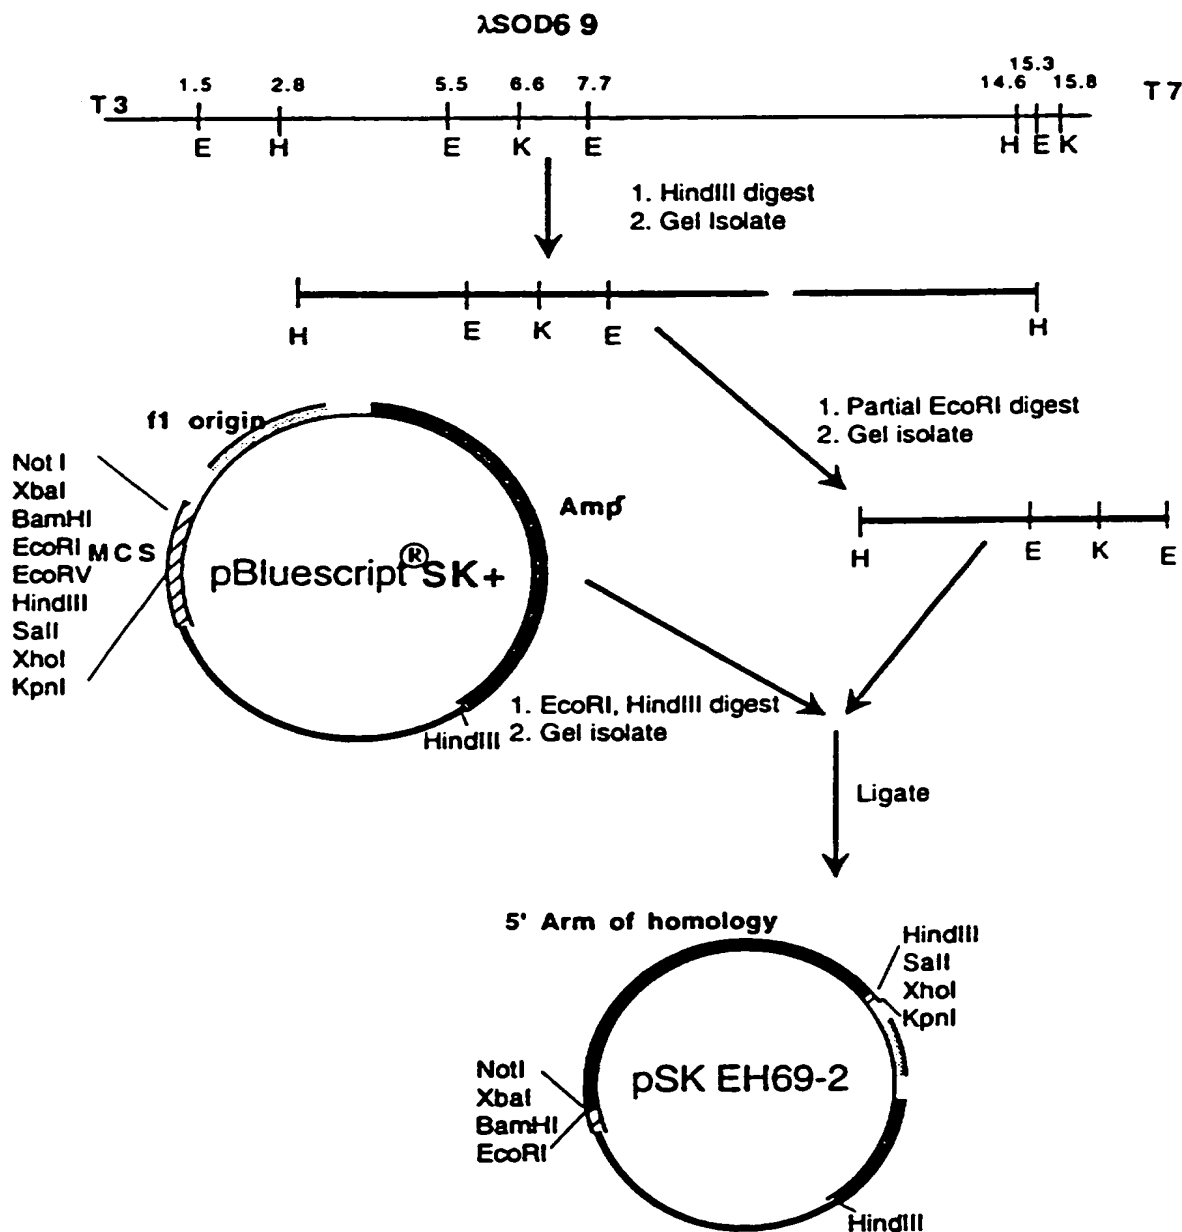 λSOD6 9
T3 1.5 2.8 5.5 6.6 7.7 14.6 15.3 15.8 T7
E H E K E H E K
1. HindIII digest
2. Gel Isolate
H E K E H
1. Partial EcoRI digest
2. Gel isolate
H E K E
f1 origin
Not I
XbaI
BamHI
EcoRI
EcoRV
HindIII
SalI
XhoI
KpnI
MCS
pBluescript®SK+
Ampr
HindIII
1. EcoRI, HindIII digest
2. Gel isolate
Ligate
5' Arm of homology
HindIII
SalI
XhoI
KpnI
pSK EH69-2
NotI
XbaI
BamHI
EcoRI
HindIII